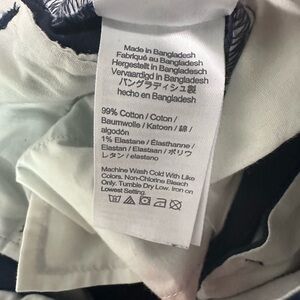 Made in Bangladesh
Fabriqué au Bangladesh
Hergestellt in Bangladesh
Vervaardigd in Bangladesh
バングラディシュ製
hecho en Bangladesh
99% Cotton / Coton /
Baumwolle / Katoen / 綿 /
algodón
1% Elastane / Élasthanne /
Elastan / Elastaan / ポリウ
レタン / elastano
Machine Wash Cold With Like
Colors. Non-Chlorine Bleach
Only. Tumble Dry Low. Iron on
Lowest Setting.